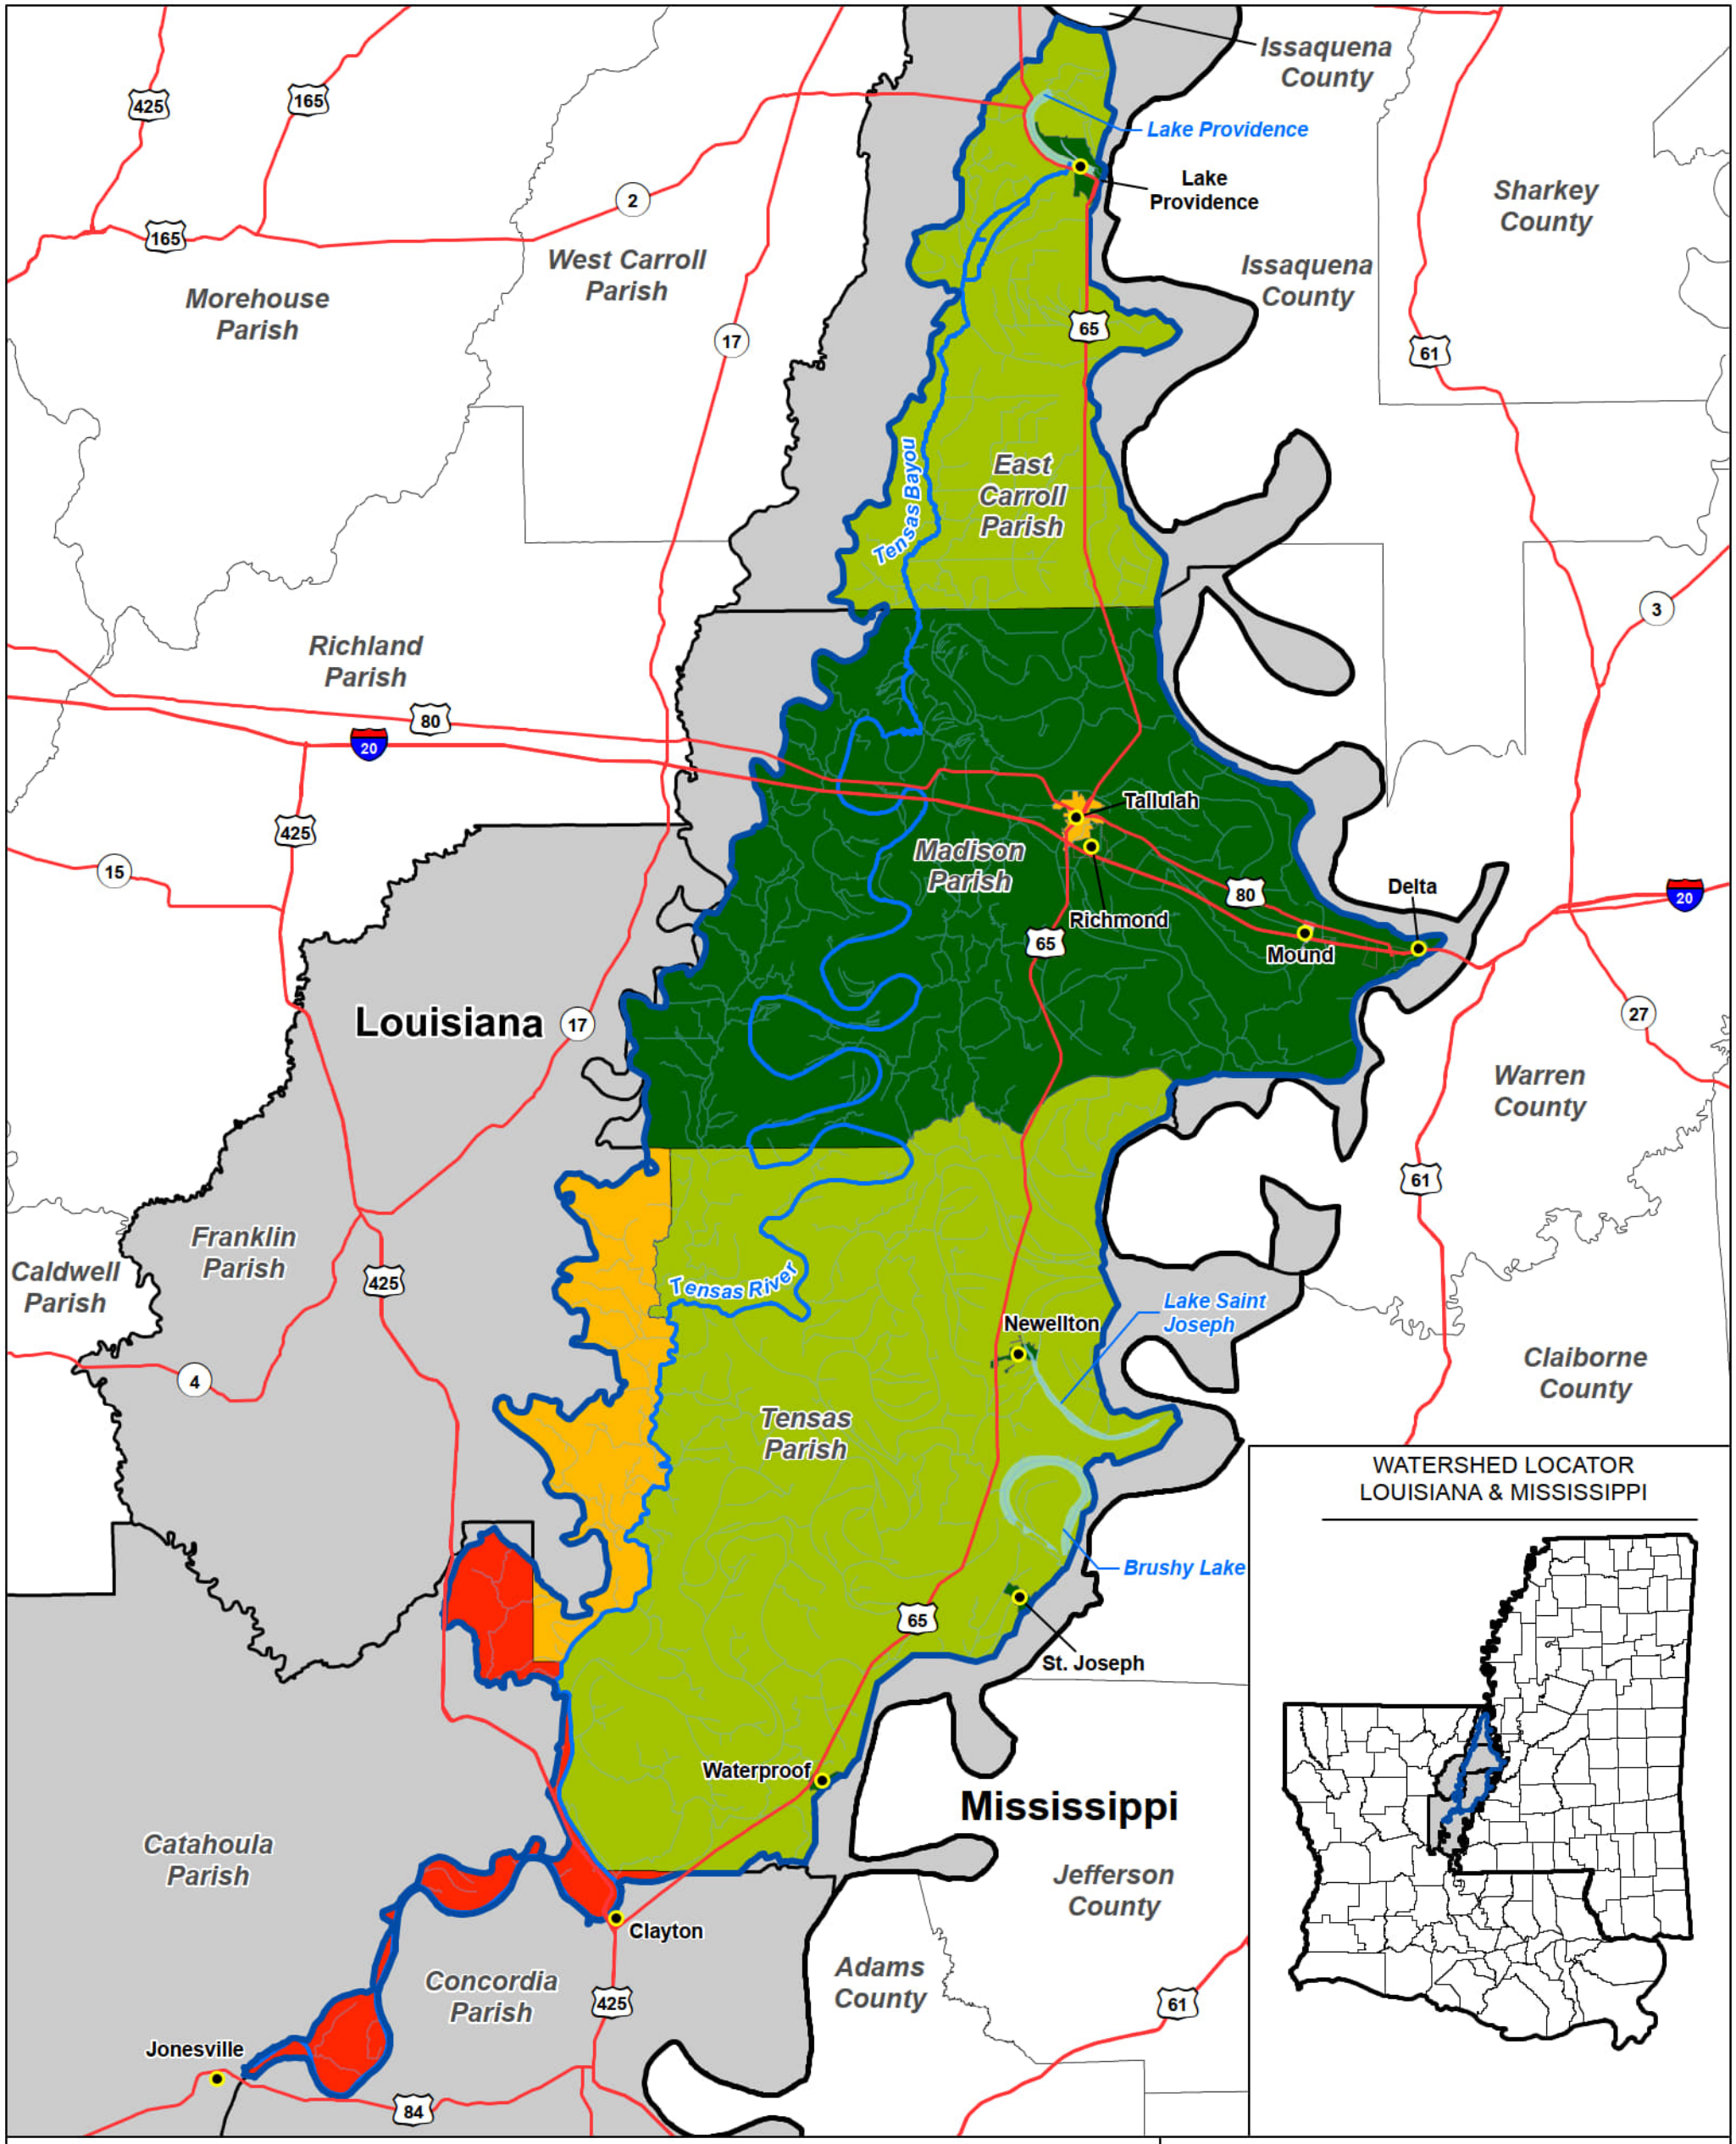 Issaquena
County
425
165
Lake Providence
Lake
Providence
Sharkey
County
2
165
West Carroll
Parish
Issaquena
County
Morehouse
Parish
17
65
61
East
Carroll
Parish
Tensas Bayou
3
Richland
Parish
80
20
Tallulah
425
Madison
Parish
15
80
Delta
20
Richmond
65
Mound
Louisiana
17
27
Warren
County
61
Franklin
Parish
Caldwell
Parish
425
Tensas River
Lake Saint
Joseph
Newellton
Claiborne
County
4
Tensas
Parish
WATERSHED LOCATOR
LOUISIANA & MISSISSIPPI
Brushy Lake
65
St. Joseph
Waterproof
Mississippi
Catahoula
Parish
Jefferson
County
Clayton
Adams
County
Concordia
Parish
425
61
Jonesville
84